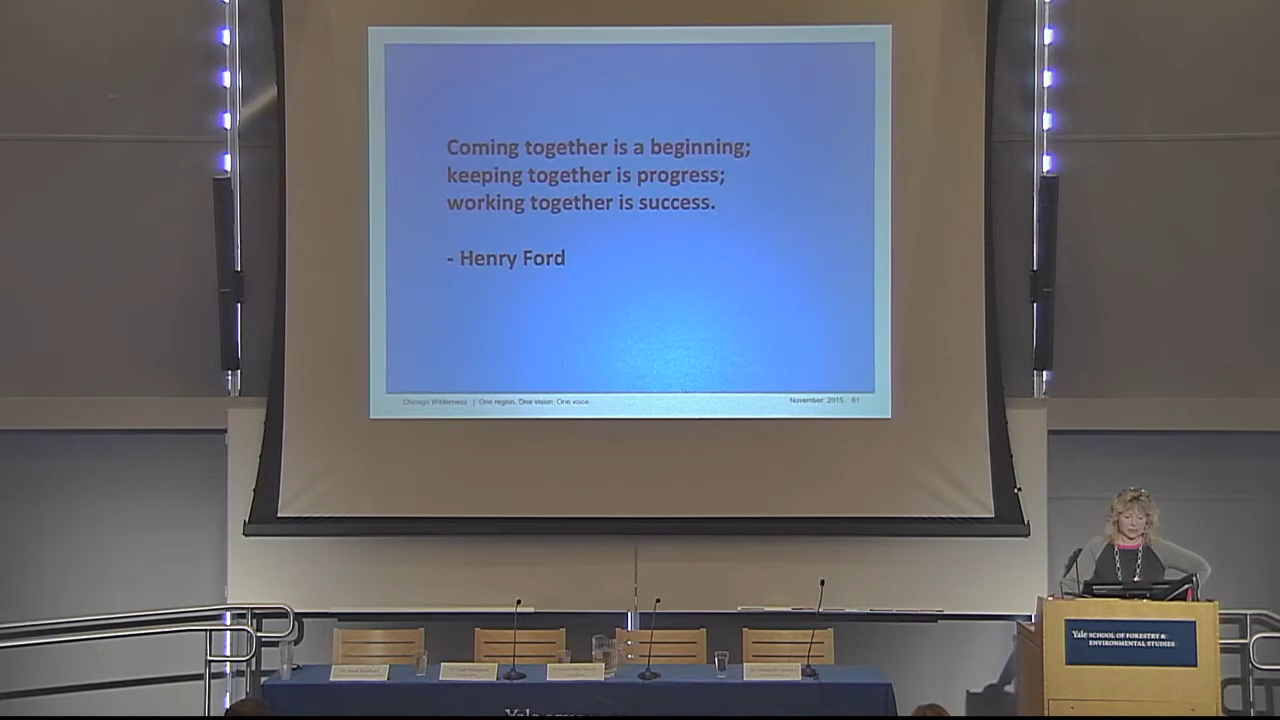 Coming together is a beginning;
keeping together is progress;
working together is success.
- Henry Ford
Chicago Wilderness | One region. One vision. One voice.
November, 2015 61
Yale SCHOOL OF FORESTRY &
ENVIRONMENTAL STUDIES
Yale